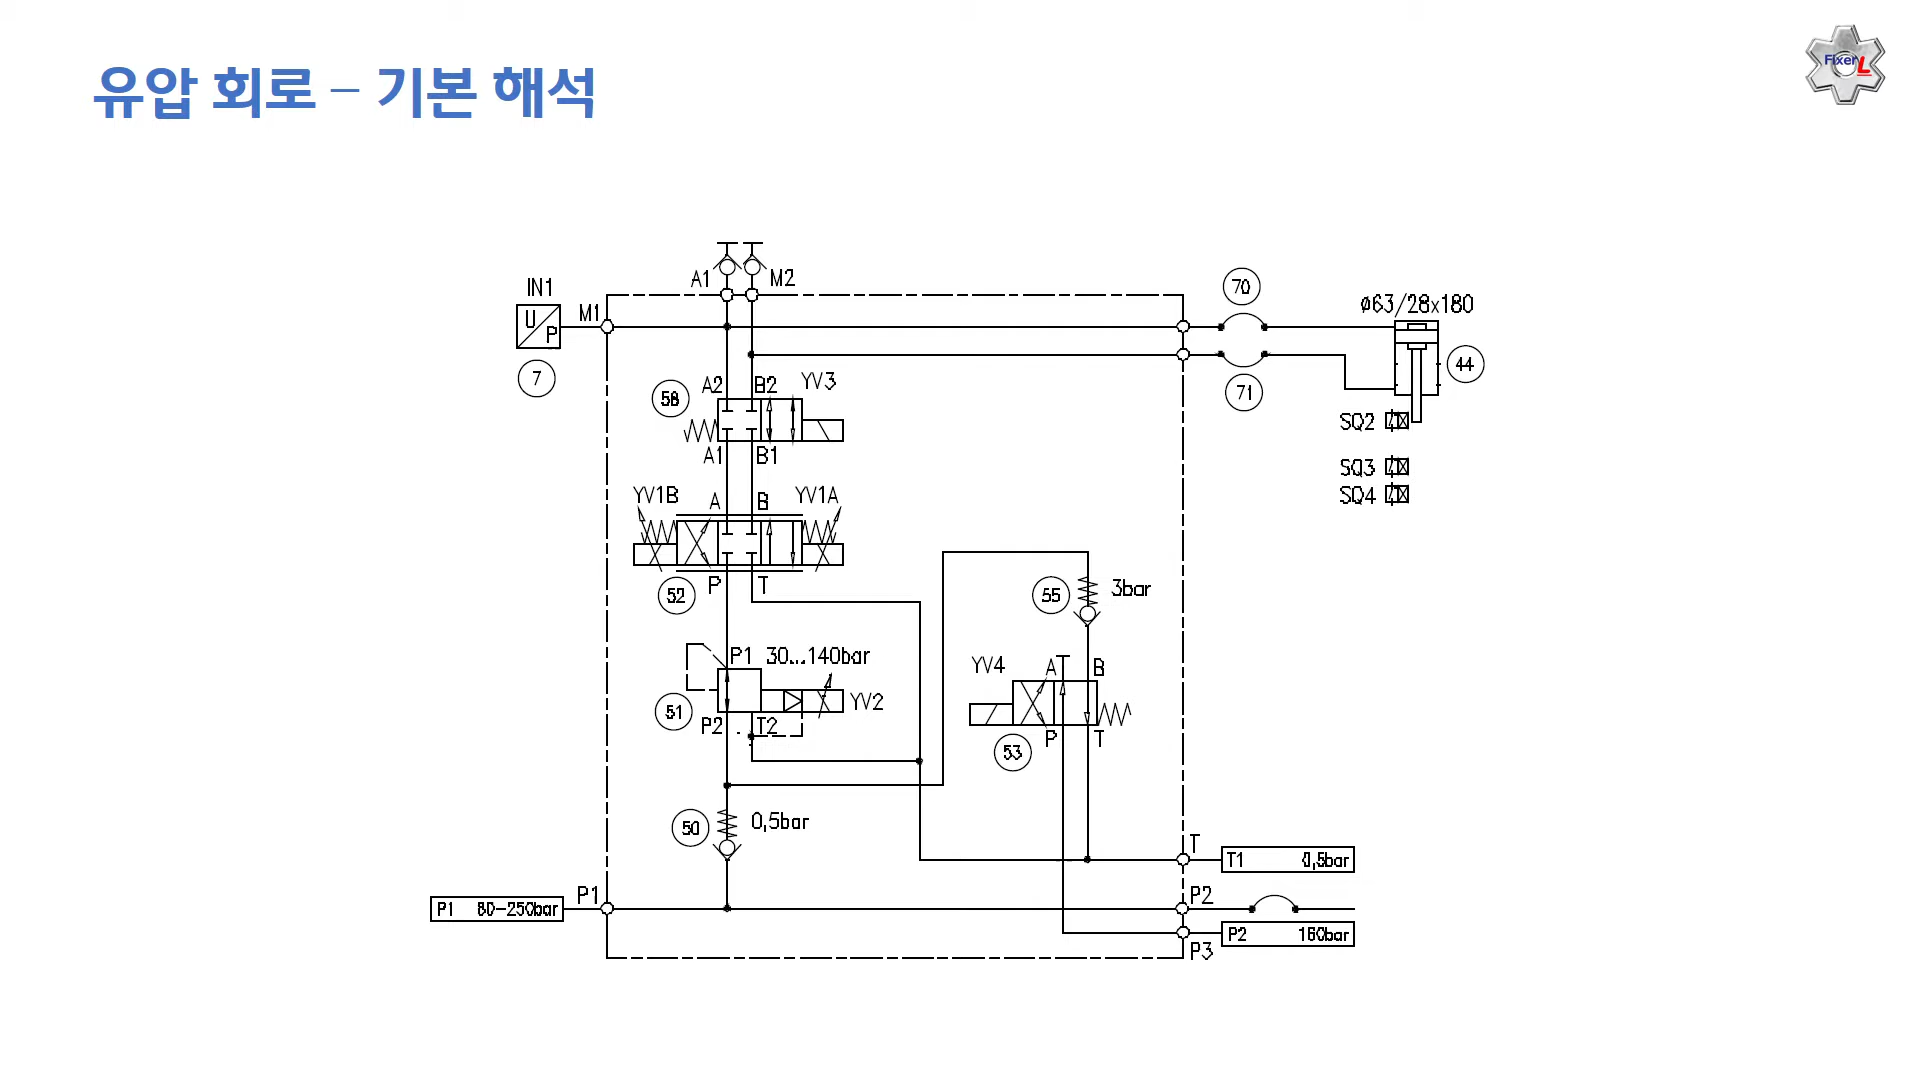 유압 회로 – 기본 해석
Fixer L
A1
M2
IN1
U
P
M1
70
ø63/28x180
7
71
44
58
A2
B2
YV3
SQ2
A1
B1
SQ3
SQ4
YV1B
A
B
YV1A
P
T
52
55
3bar
P1
30...140bar
YV4
A
B
51
YV2
P2
T2
53
P
T
50
0,5bar
T
T1 0,5bar
P1
P1 80-250bar
P2
P2 160bar
P3